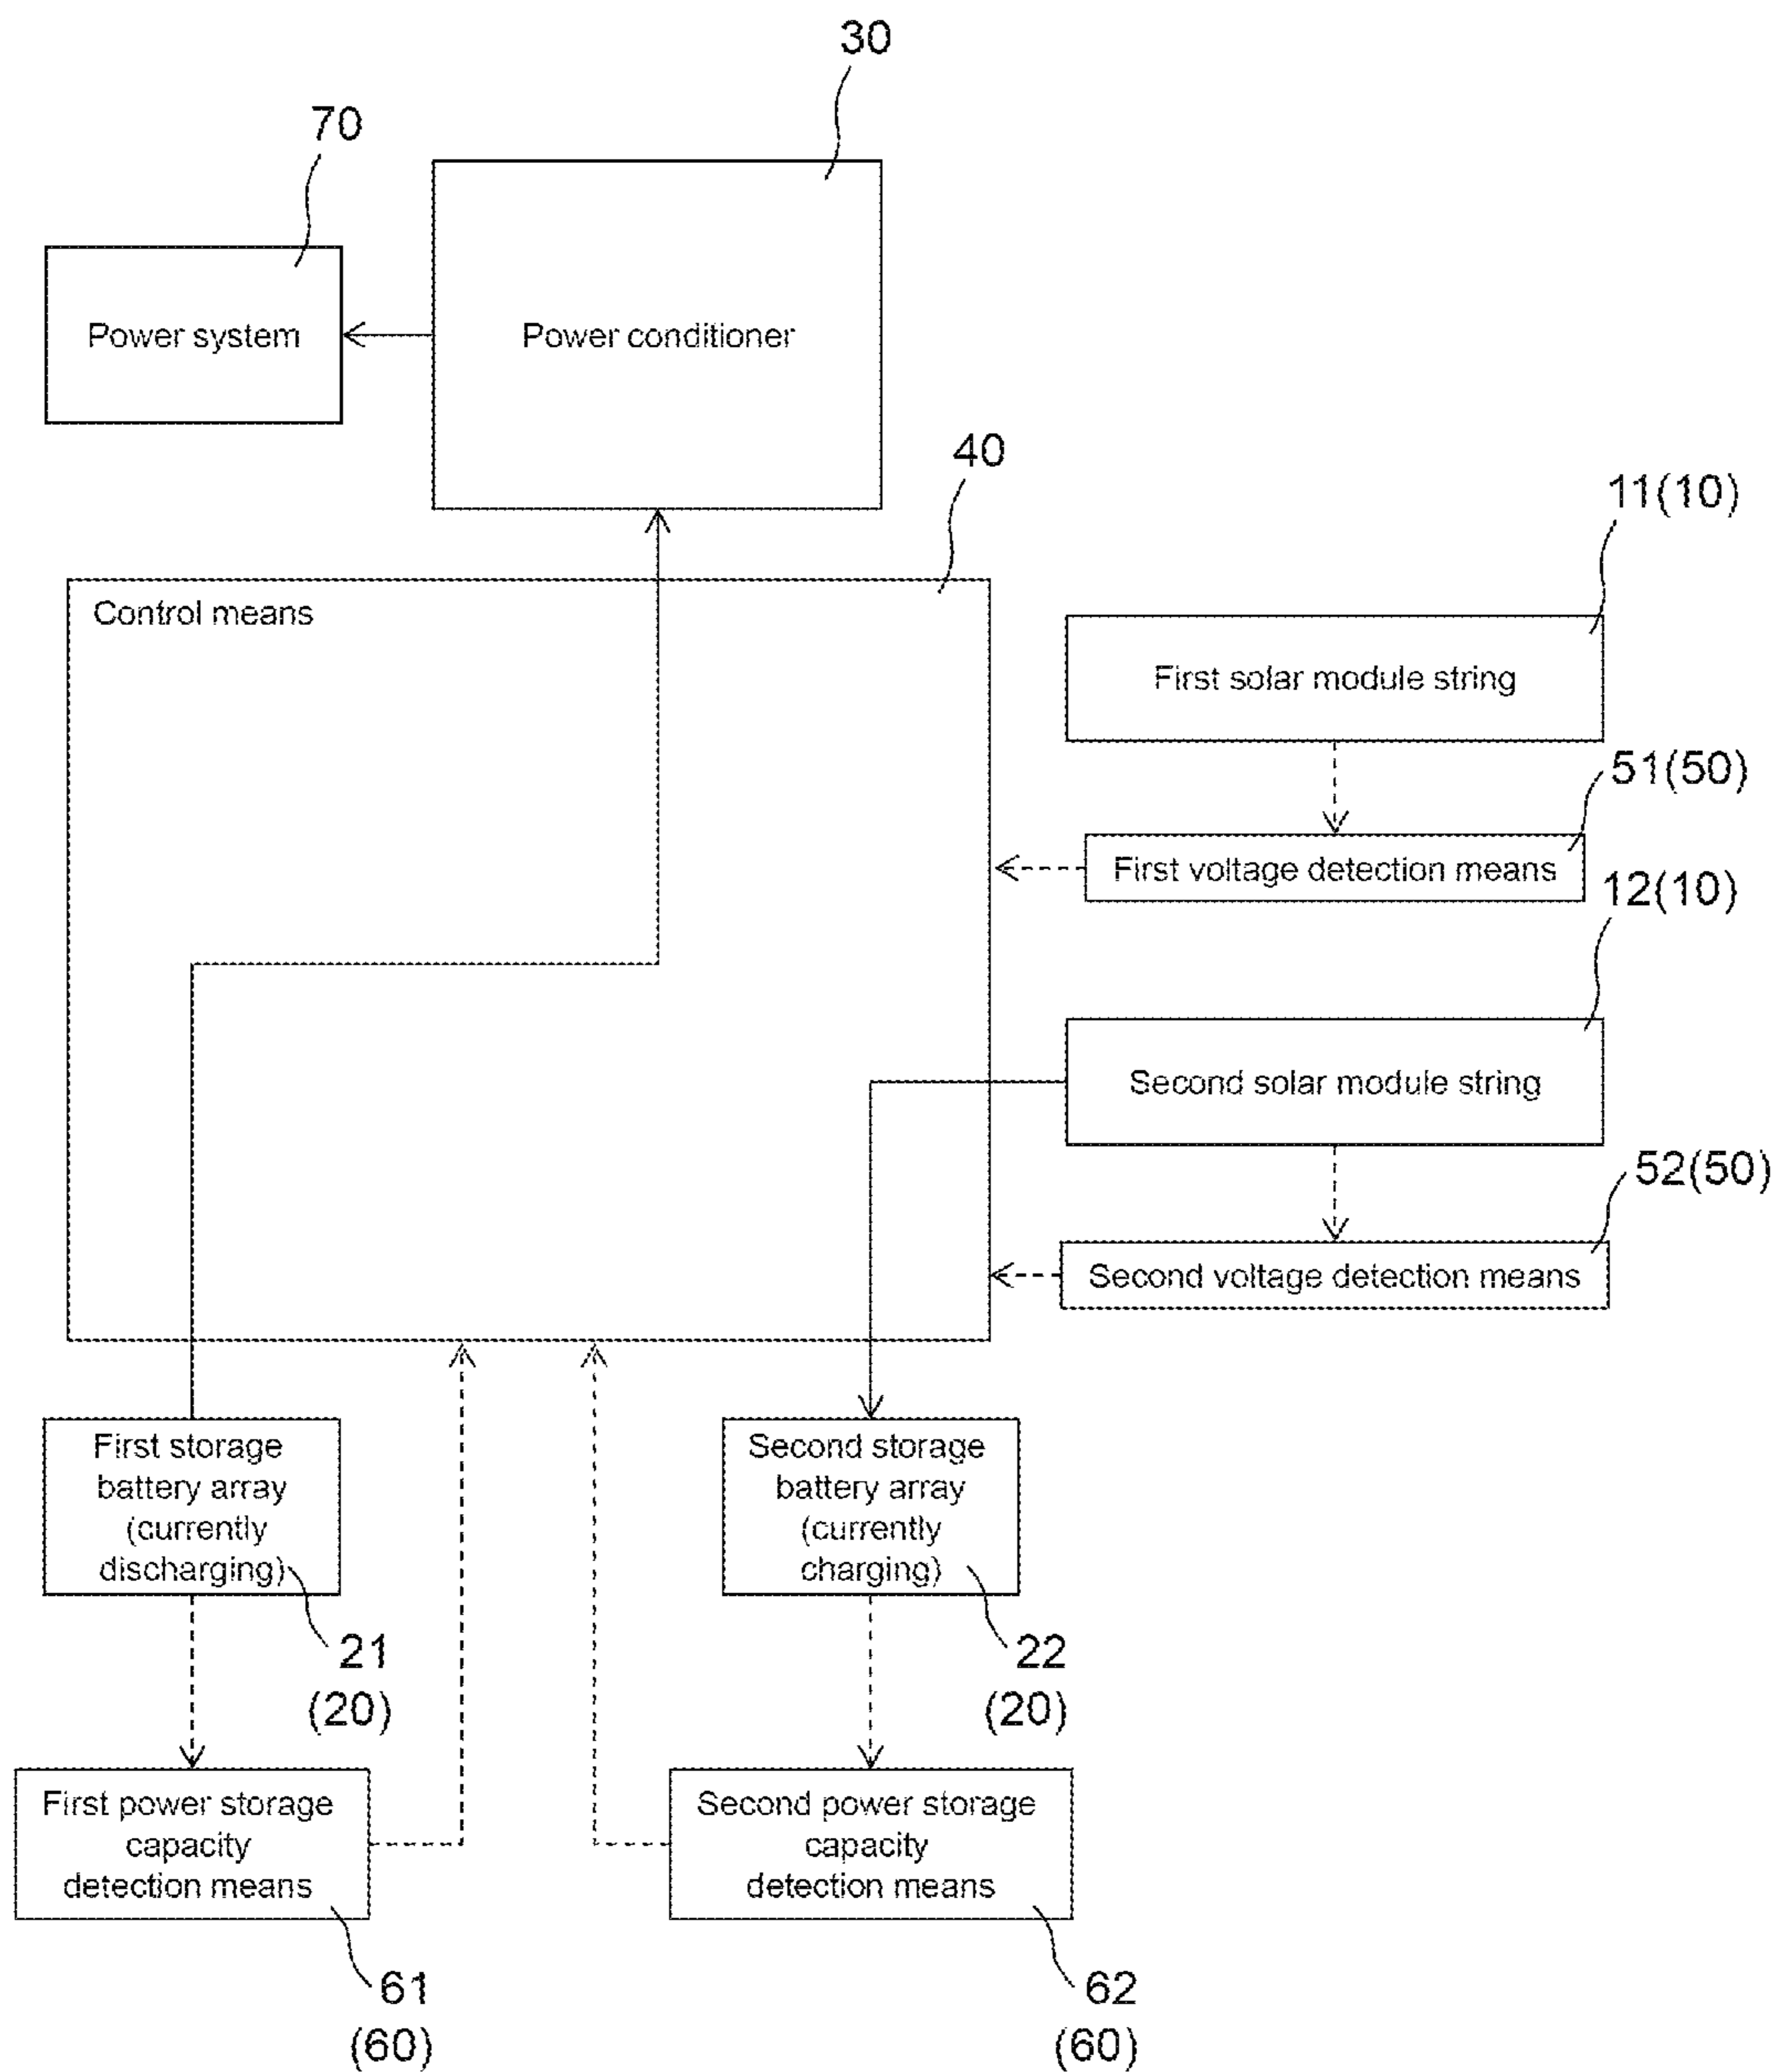 30
70
Power system
Power conditioner
40
Control means
11(10)
First solar module string
51(50)
First voltage detection means
12(10)
Second solar module string
52(50)
Second voltage detection means
First storage
battery array
(currently
discharging)
21
(20)
Second storage
battery array
(currently
charging)
22
(20)
First power storage
capacity
detection means
61
(60)
Second power storage
capacity
detection means
62
(60)